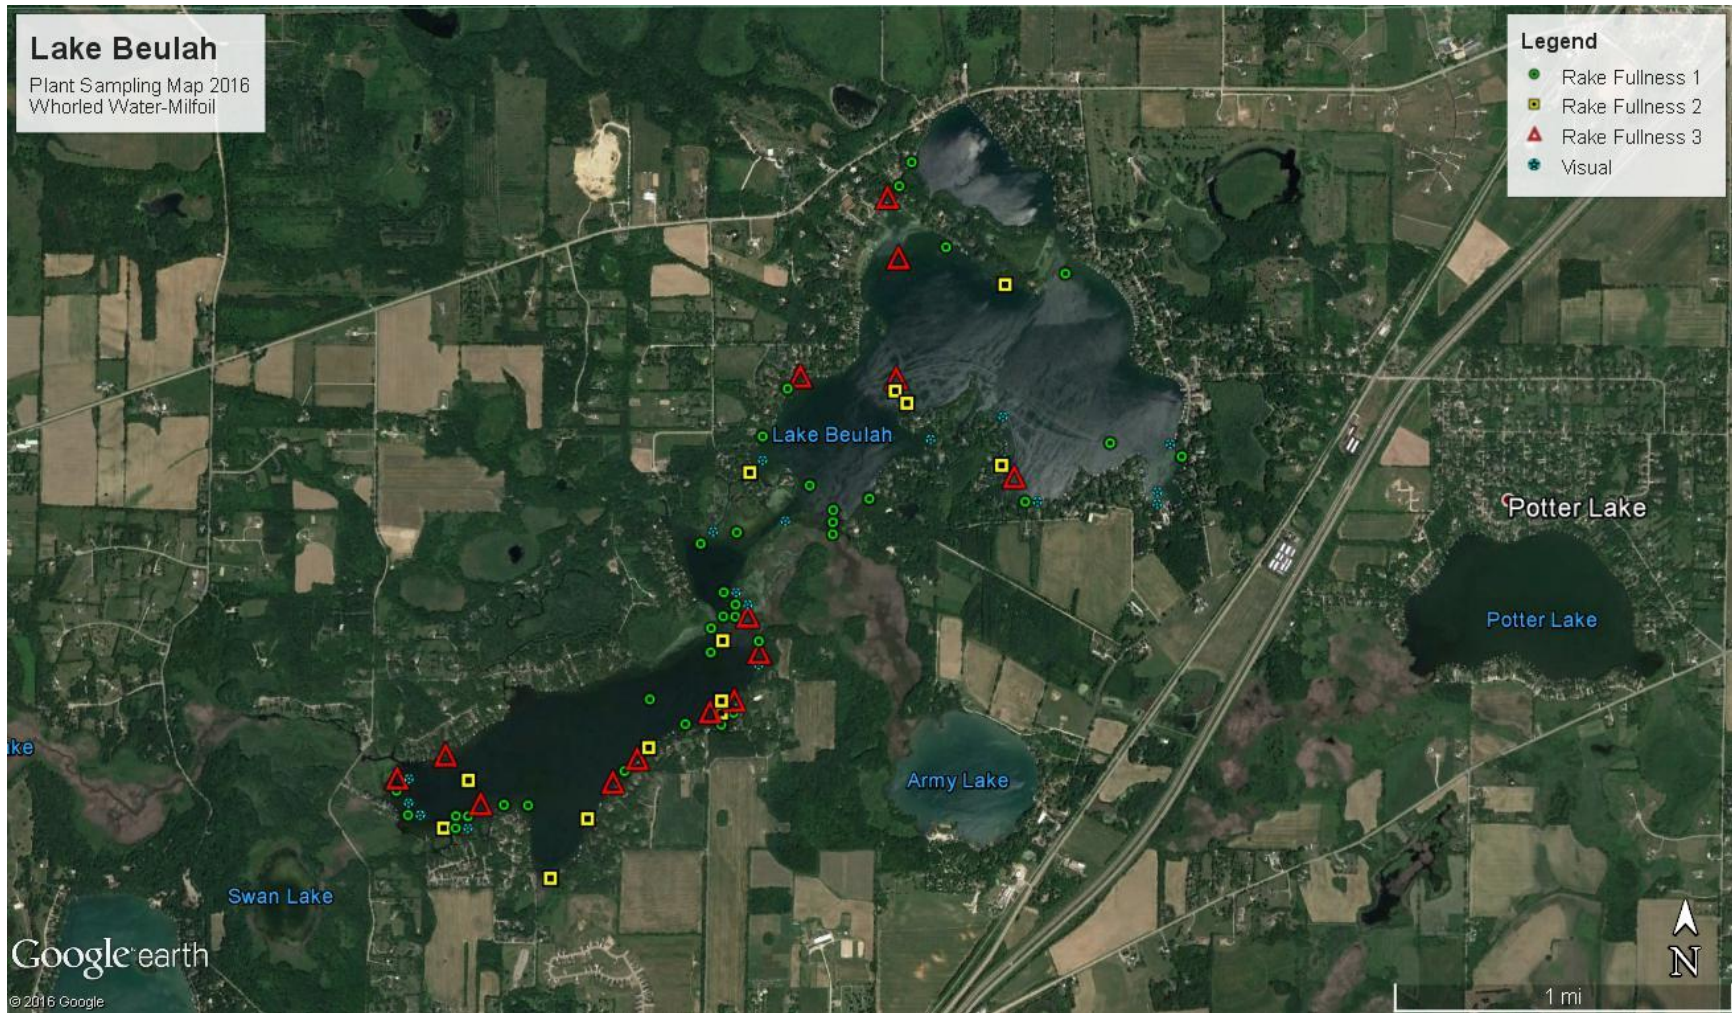 Lake Beulah
Plant Sampling Map 2016
Whorled Water-Milfoil
Legend
Rake Fullness 1
Rake Fullness 2
Rake Fullness 3
Visual
Lake Beulah
Potter Lake
Potter Lake
ke
Army Lake
Swan Lake
Google earth
© 2016 Google
N
1 mi